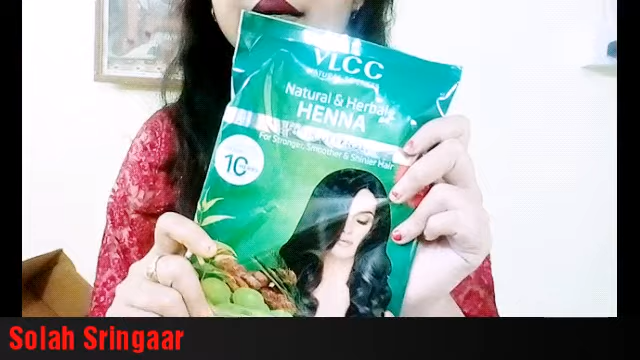 VLCC
Natural & Herbal
HENNA
For Stronger, Smoother & Shinier Hair
10
Solah Sringaar